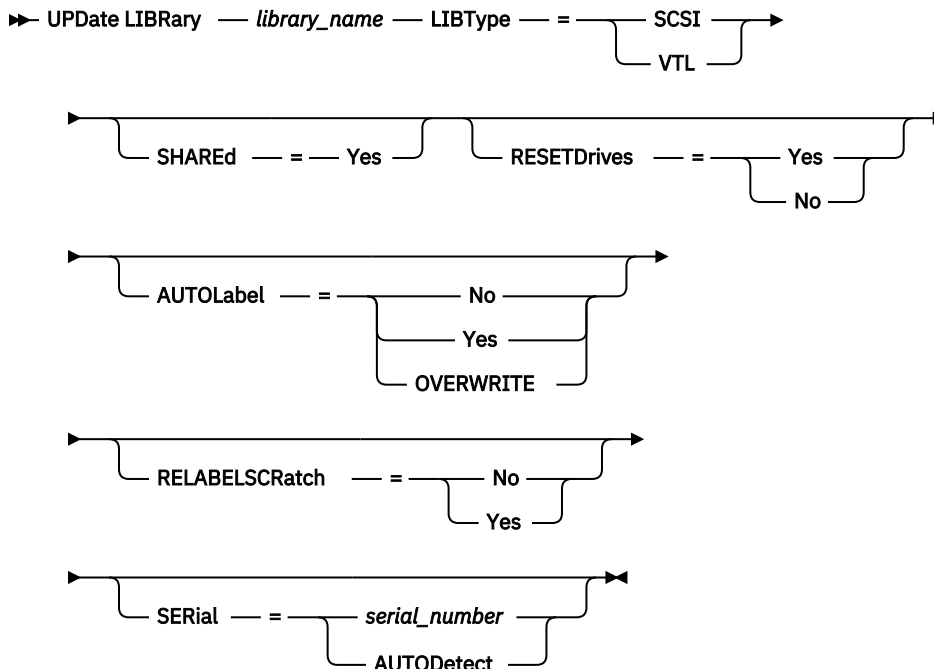 UPDate LIBRary library_name LIBType = SCSI
VTL
SHAREd = Yes RESETDrives = Yes
No
AUTOLabel = No
Yes
OVERWRITE
RELABELSCRatch = No
Yes
SERial = serial_number
AUTODetect